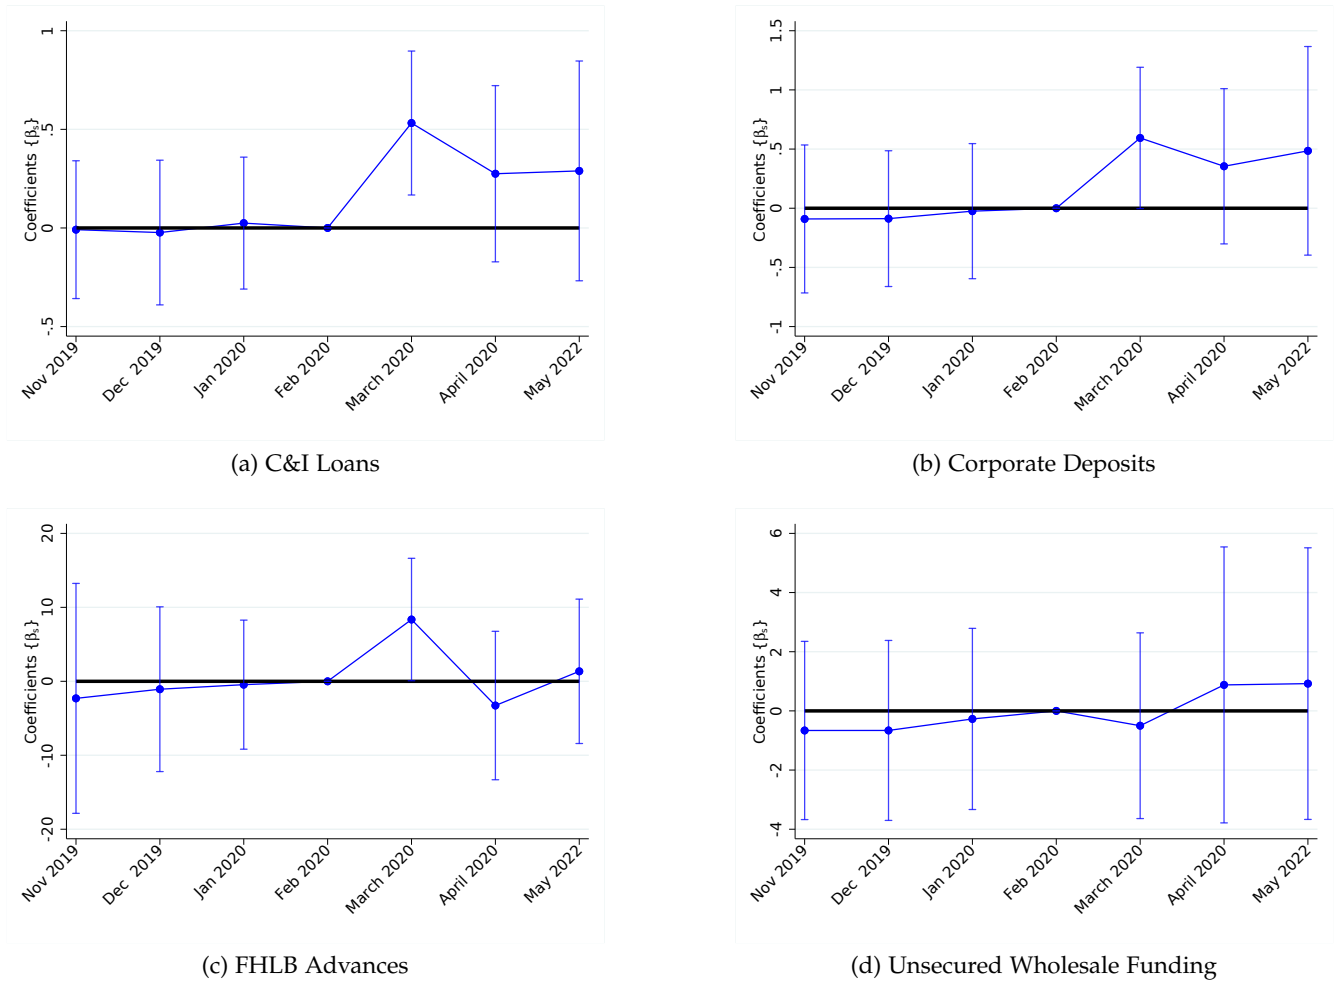 Coefficients {βs}
1
.5
0
-.5
Nov 2019
Dec 2019
Jan 2020
Feb 2020
March 2020
April 2020
May 2022
(a) C&I Loans
Coefficients {βs}
1.5
1
.5
0
-.5
-1
Nov 2019
Dec 2019
Jan 2020
Feb 2020
March 2020
April 2020
May 2022
(b) Corporate Deposits
Coefficients {βs}
20
10
0
-10
-20
Nov 2019
Dec 2019
Jan 2020
Feb 2020
March 2020
April 2020
May 2022
(c) FHLB Advances
Coefficients {βs}
6
4
2
0
-2
-4
Nov 2019
Dec 2019
Jan 2020
Feb 2020
March 2020
April 2020
May 2022
(d) Unsecured Wholesale Funding